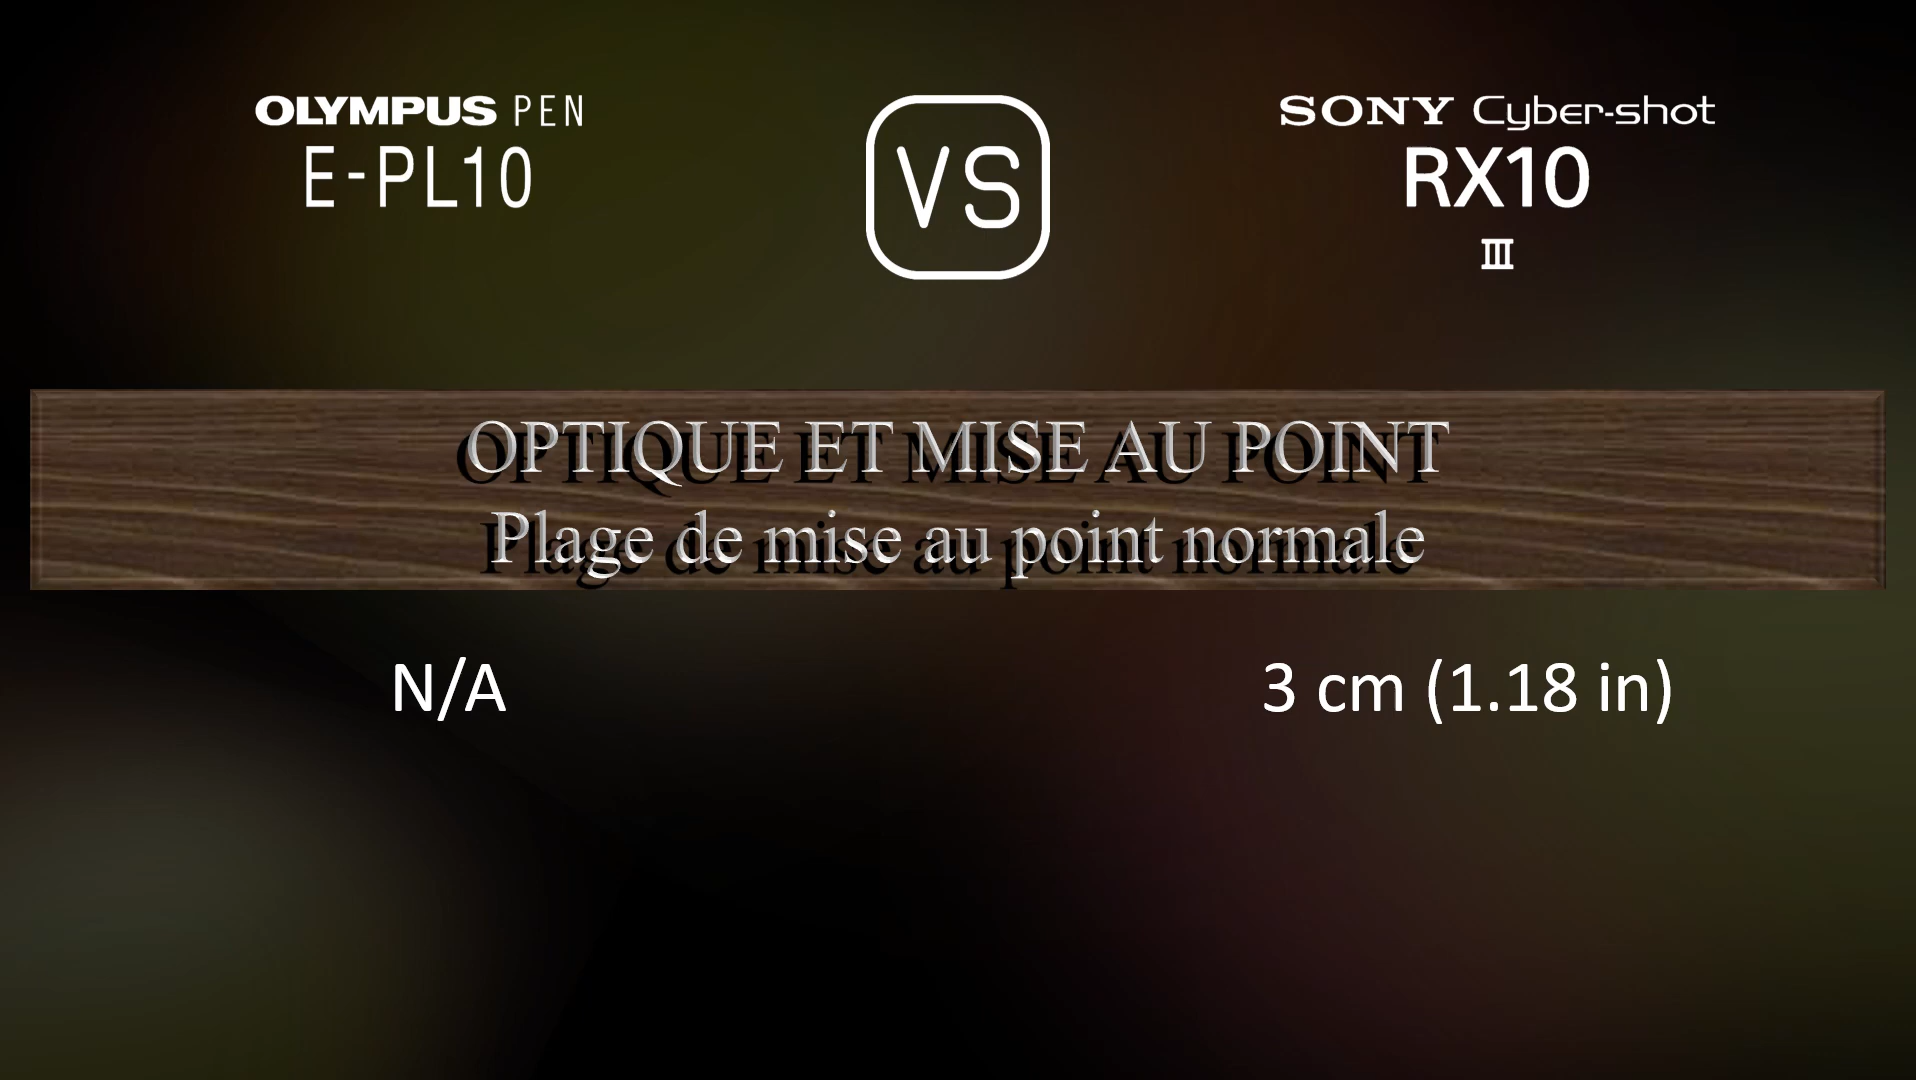 OLYMPUS PEN
E-PL10
VS
SONY Cyber-shot
RX10
III
OPTIQUE ET MISE AU POINT
Plage de mise au point normale
N/A
3 cm (1.18 in)